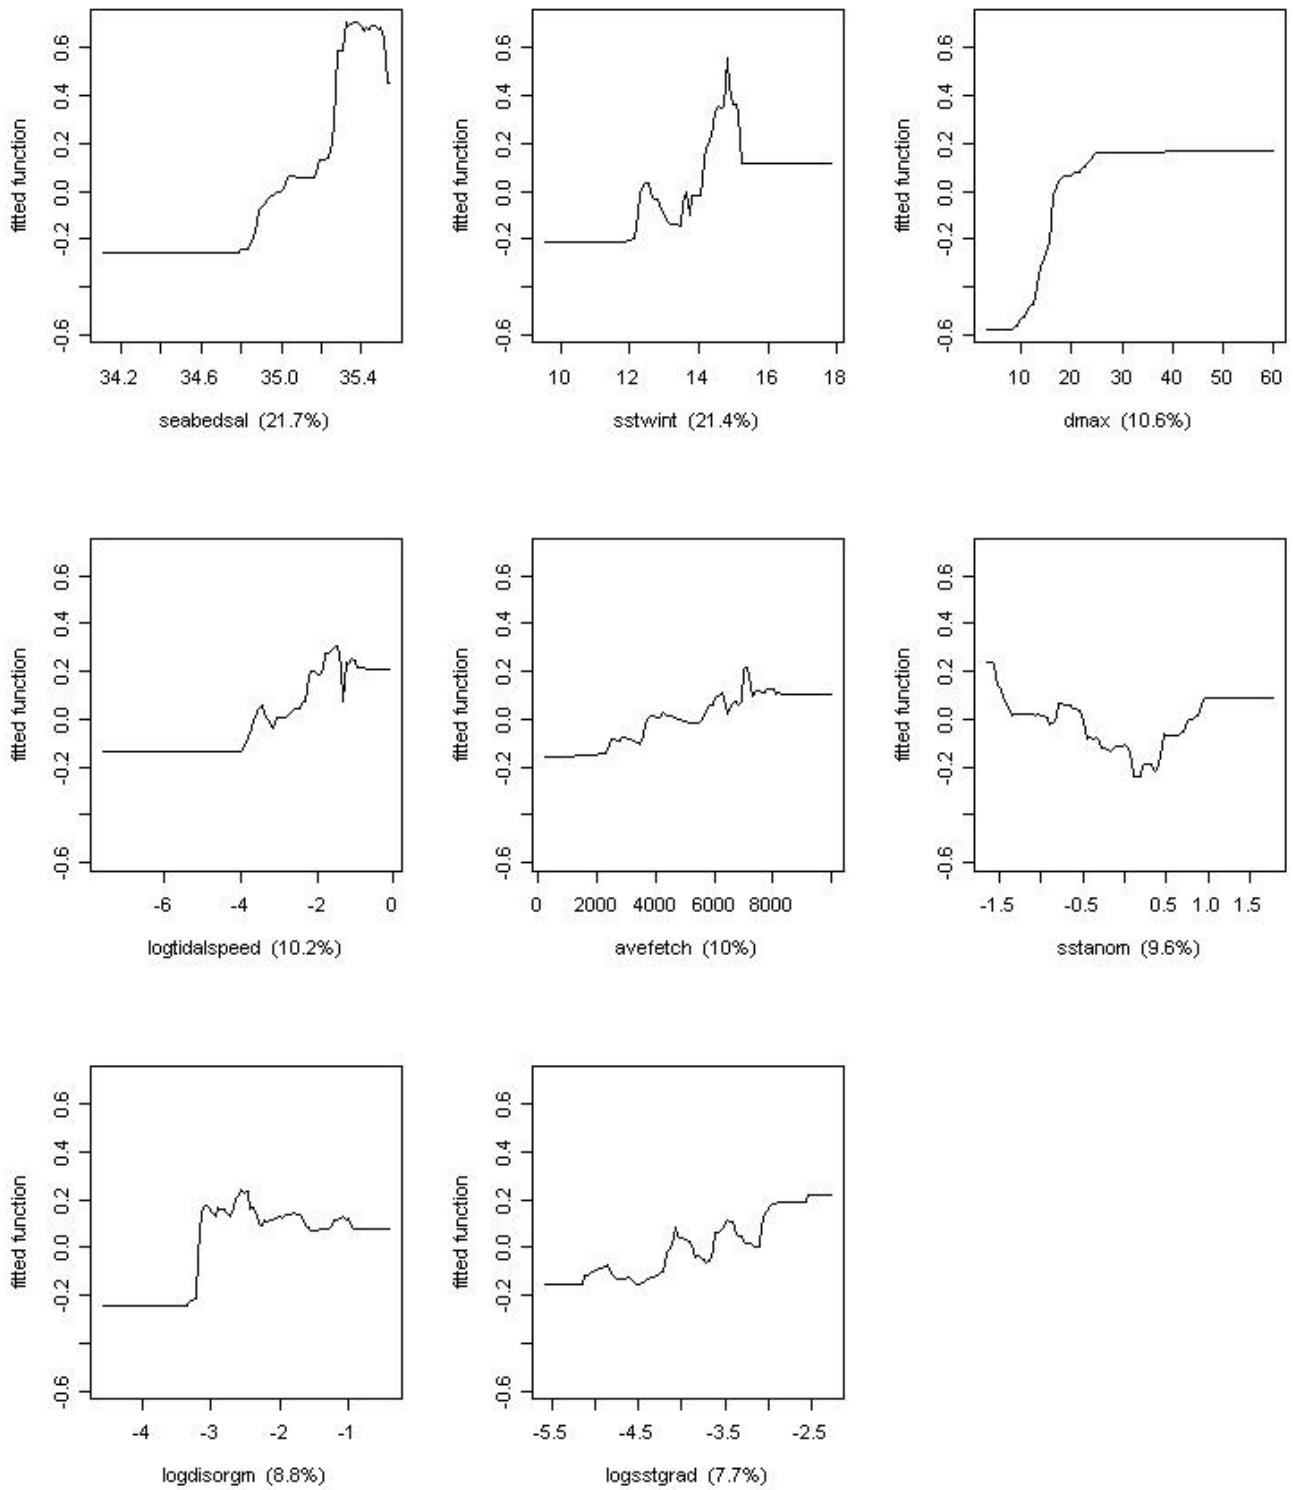 0.6
0.4
0.2
0.0
-0.2
-0.6
fitted function
34.2 34.6 35.0 35.4
seabedsal (21.7%)
0.6
0.4
0.2
0.0
-0.2
-0.6
fitted function
10 12 14 16 18
sstwint (21.4%)
0.6
0.4
0.2
0.0
-0.2
-0.6
fitted function
10 20 30 40 50 60
dmax (10.6%)
0.6
0.4
0.2
0.0
-0.2
-0.6
fitted function
-6 -4 -2 0
logtidalspeed (10.2%)
0.6
0.4
0.2
0.0
-0.2
-0.6
fitted function
0 2000 4000 6000 8000
avefetch (10%)
0.6
0.4
0.2
0.0
-0.2
-0.6
fitted function
-1.5 -0.5 0.5 1.0 1.5
sstanom (9.6%)
0.6
0.4
0.2
0.0
-0.2
-0.6
fitted function
-4 -3 -2 -1
logdisorgm (8.8%)
0.6
0.4
0.2
0.0
-0.2
-0.6
fitted function
-5.5 -4.5 -3.5 -2.5
logsstgrad (7.7%)